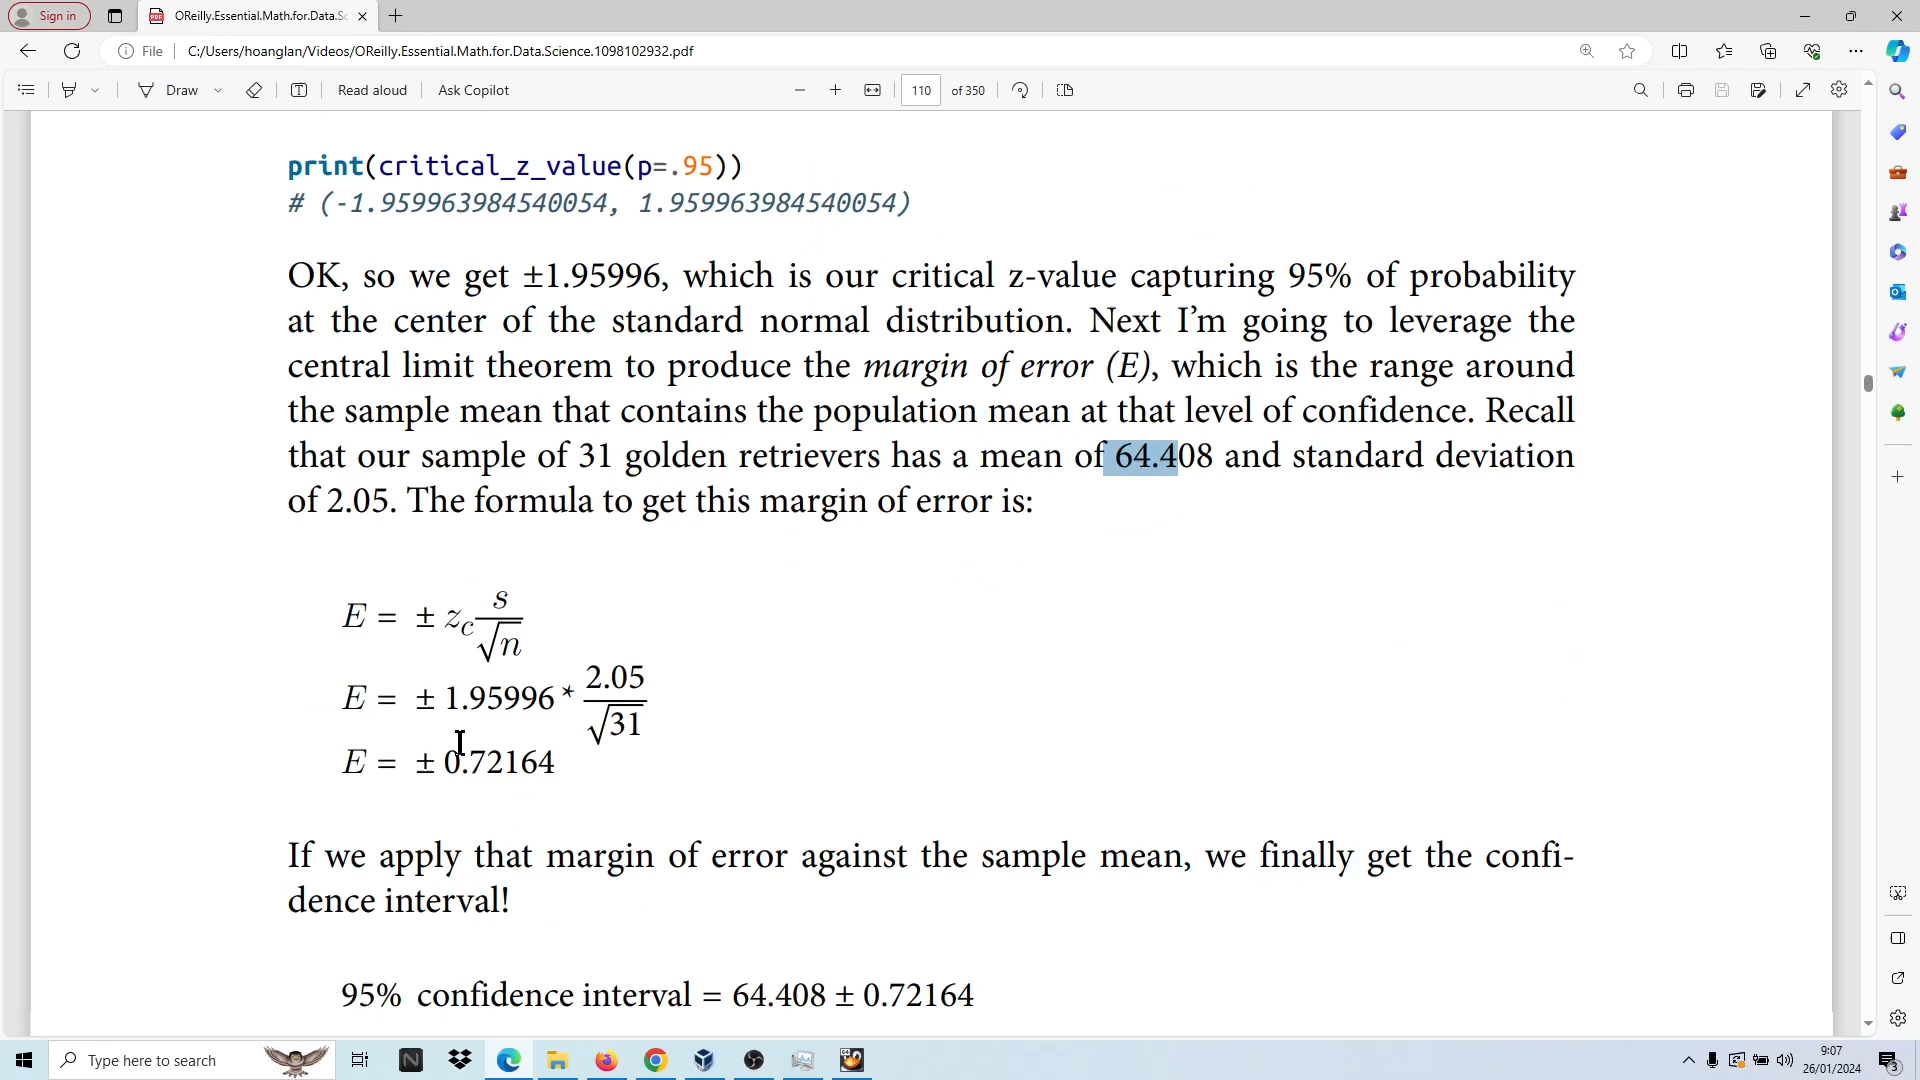 Sign in
OReilly.Essential.Math.for.Data.Sc
File
C:/Users/hoanglan/Videos/OReilly.Essential.Math.for.Data.Science.1098102932.pdf
Draw
Read aloud
Ask Copilot
110 of 350
print(critical_z_value(p=.95))
# (-1.959963984540054, 1.959963984540054)
OK, so we get ±1.95996, which is our critical z-value capturing 95% of probability
at the center of the standard normal distribution. Next I’m going to leverage the
central limit theorem to produce the margin of error (E), which is the range around
the sample mean that contains the population mean at that level of confidence. Recall
that our sample of 31 golden retrievers has a mean of 64.408 and standard deviation
of 2.05. The formula to get this margin of error is:
E = ± z_c s/√n
E = ± 1.95996 * 2.05/√31
E = ± 0.72164
If we apply that margin of error against the sample mean, we finally get the confi-
dence interval!
95% confidence interval = 64.408 ± 0.72164
Type here to search
9:07
26/01/2024
3